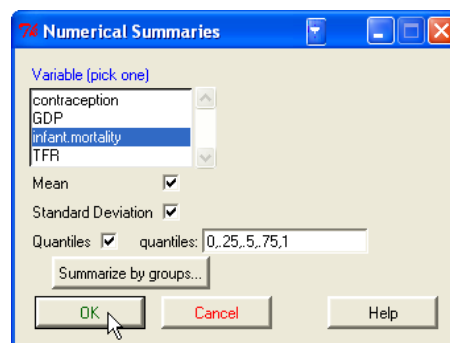 Numerical Summaries
Variable (pick one)
contraception
GDP
infant.mortality
TFR
Mean
Standard Deviation
Quantiles quantiles: 0,.25,.5,.75,1
Summarize by groups...
OK Cancel Help